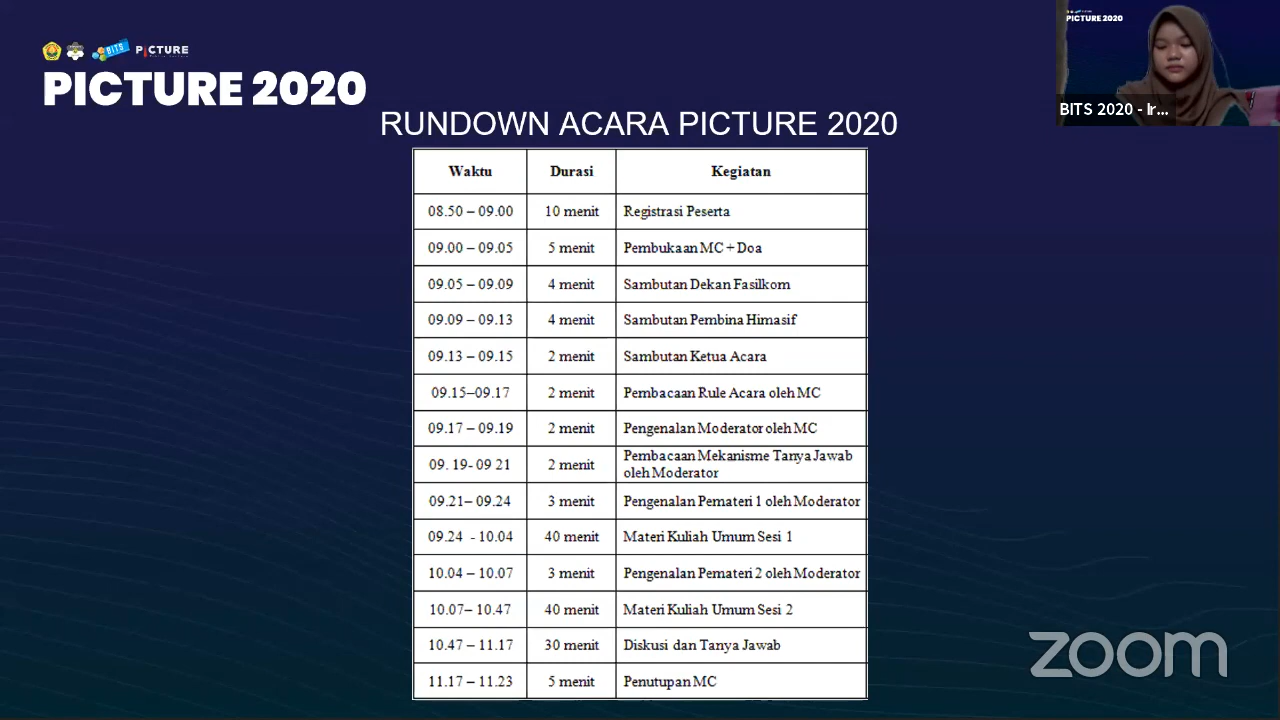 BITS
PICTURE
PICTURE 2020
PICTURE 2020
BITS 2020 - Ir...
RUNDOWN ACARA PICTURE 2020
Waktu Durasi Kegiatan
08.50 – 09.00 10 menit Registrasi Peserta
09.00 – 09.05 5 menit Pembukaan MC + Doa
09.05 – 09.09 4 menit Sambutan Dekan Fasilkom
09.09 – 09.13 4 menit Sambutan Pembina Himasif
09.13 – 09.15 2 menit Sambutan Ketua Acara
09.15–09.17 2 menit Pembacaan Rule Acara oleh MC
09.17 – 09.19 2 menit Pengenalan Moderator oleh MC
09. 19- 09 21 2 menit Pembacaan Mekanisme Tanya Jawab
oleh Moderator
09.21– 09.24 3 menit Pengenalan Pemateri 1 oleh Moderator
09.24 - 10.04 40 menit Materi Kuliah Umum Sesi 1
10.04 – 10.07 3 menit Pengenalan Pemateri 2 oleh Moderator
10.07– 10.47 40 menit Materi Kuliah Umum Sesi 2
10.47 – 11.17 30 menit Diskusi dan Tanya Jawab
11.17 – 11.23 5 menit Penutupan MC
zoom